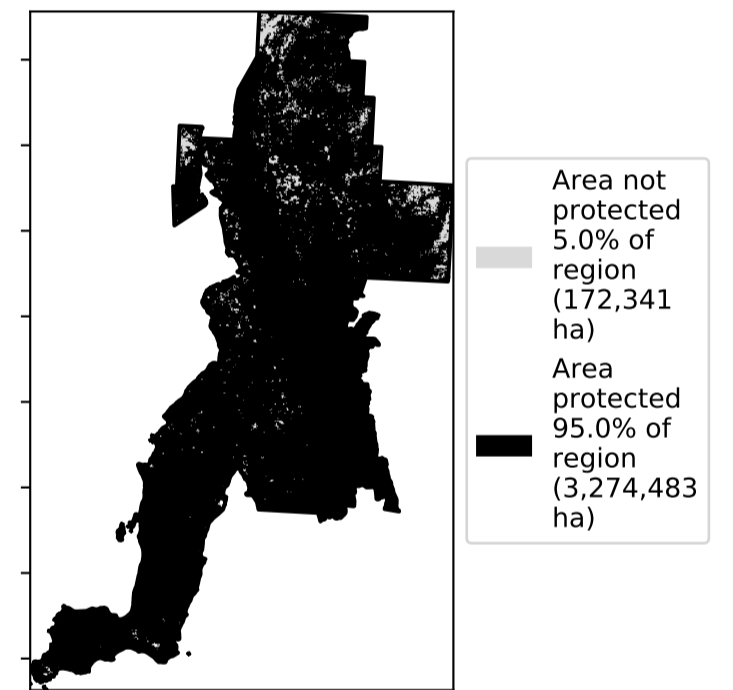 Area not
protected
5.0% of
region
(172,341
ha)
Area
protected
95.0% of
region
(3,274,483
ha)